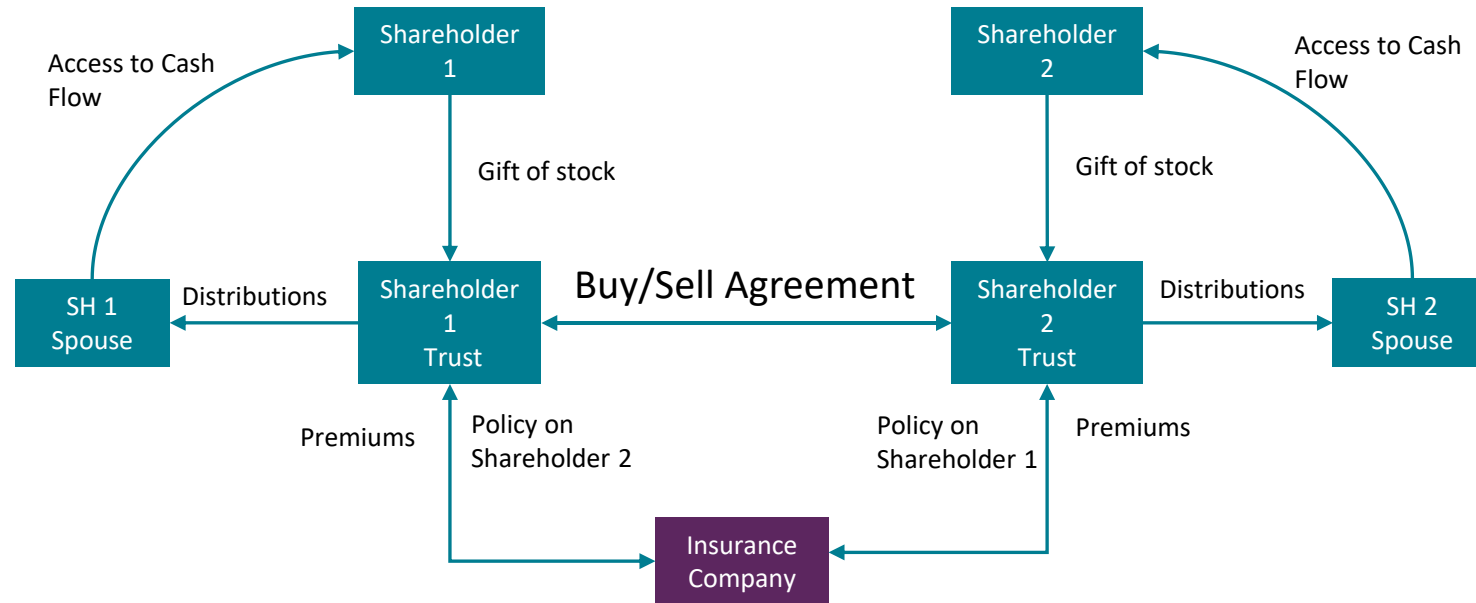 Shareholder
1
Shareholder
2
Access to Cash
Flow
Access to Cash
Flow
Gift of stock
Gift of stock
SH 1
Spouse
Distributions
Shareholder
1
Trust
Buy/Sell Agreement
Shareholder
2
Trust
Distributions
SH 2
Spouse
Premiums
Policy on
Shareholder 2
Policy on
Shareholder 1
Premiums
Insurance
Company